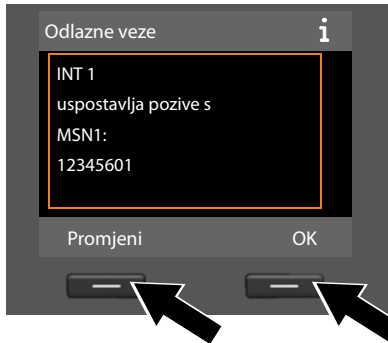 Odlazne veze i
INT 1
uspostavlja pozive s
MSN1:
12345601
Promjeni OK